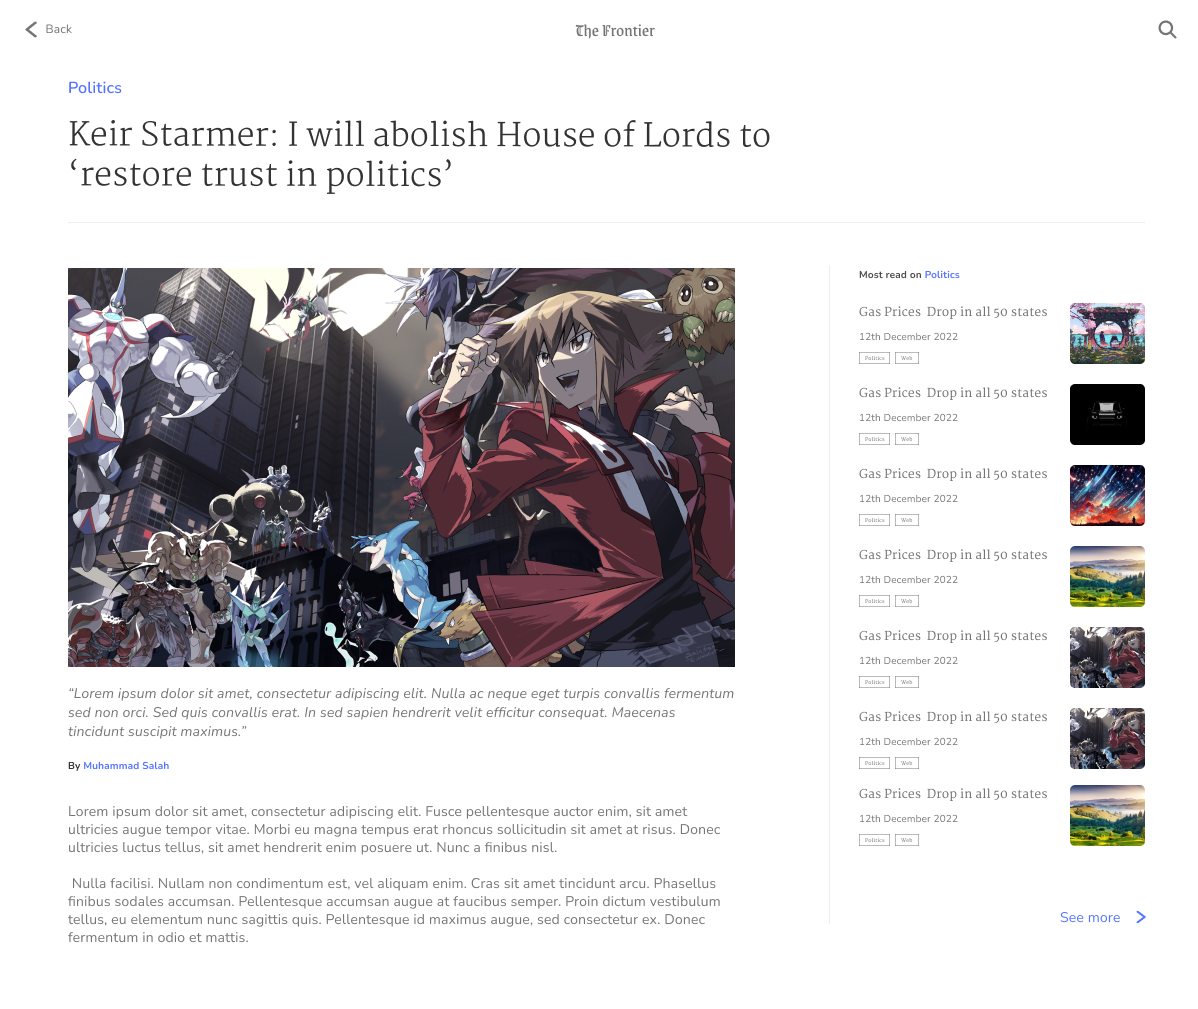 Back
The Frontier
Politics
Keir Starmer: I will abolish House of Lords to
‘restore trust in politics’
“Lorem ipsum dolor sit amet, consectetur adipiscing elit. Nulla ac neque eget turpis convallis fermentum
sed non orci. Sed quis convallis erat. In sed sapien hendrerit velit efficitur consequat. Maecenas
tincidunt suscipit maximus.”
By Muhammad Salah
Lorem ipsum dolor sit amet, consectetur adipiscing elit. Fusce pellentesque auctor enim, sit amet
ultricies augue tempor vitae. Morbi eu magna tempus erat rhoncus sollicitudin sit amet at risus. Donec
ultricies luctus tellus, sit amet hendrerit enim posuere ut. Nunc a finibus nisl.
Nulla facilisi. Nullam non condimentum est, vel aliquam enim. Cras sit amet tincidunt arcu. Phasellus
finibus sodales accumsan. Pellentesque accumsan augue at faucibus semper. Proin dictum vestibulum
tellus, eu elementum nunc sagittis quis. Pellentesque id maximus augue, sed consectetur ex. Donec
fermentum in odio et mattis.
Most read on Politics
Gas Prices Drop in all 50 states
12th December 2022
Politics Web
Gas Prices Drop in all 50 states
12th December 2022
Politics Web
Gas Prices Drop in all 50 states
12th December 2022
Politics Web
Gas Prices Drop in all 50 states
12th December 2022
Politics Web
Gas Prices Drop in all 50 states
12th December 2022
Politics Web
Gas Prices Drop in all 50 states
12th December 2022
Politics Web
Gas Prices Drop in all 50 states
12th December 2022
Politics Web
See more